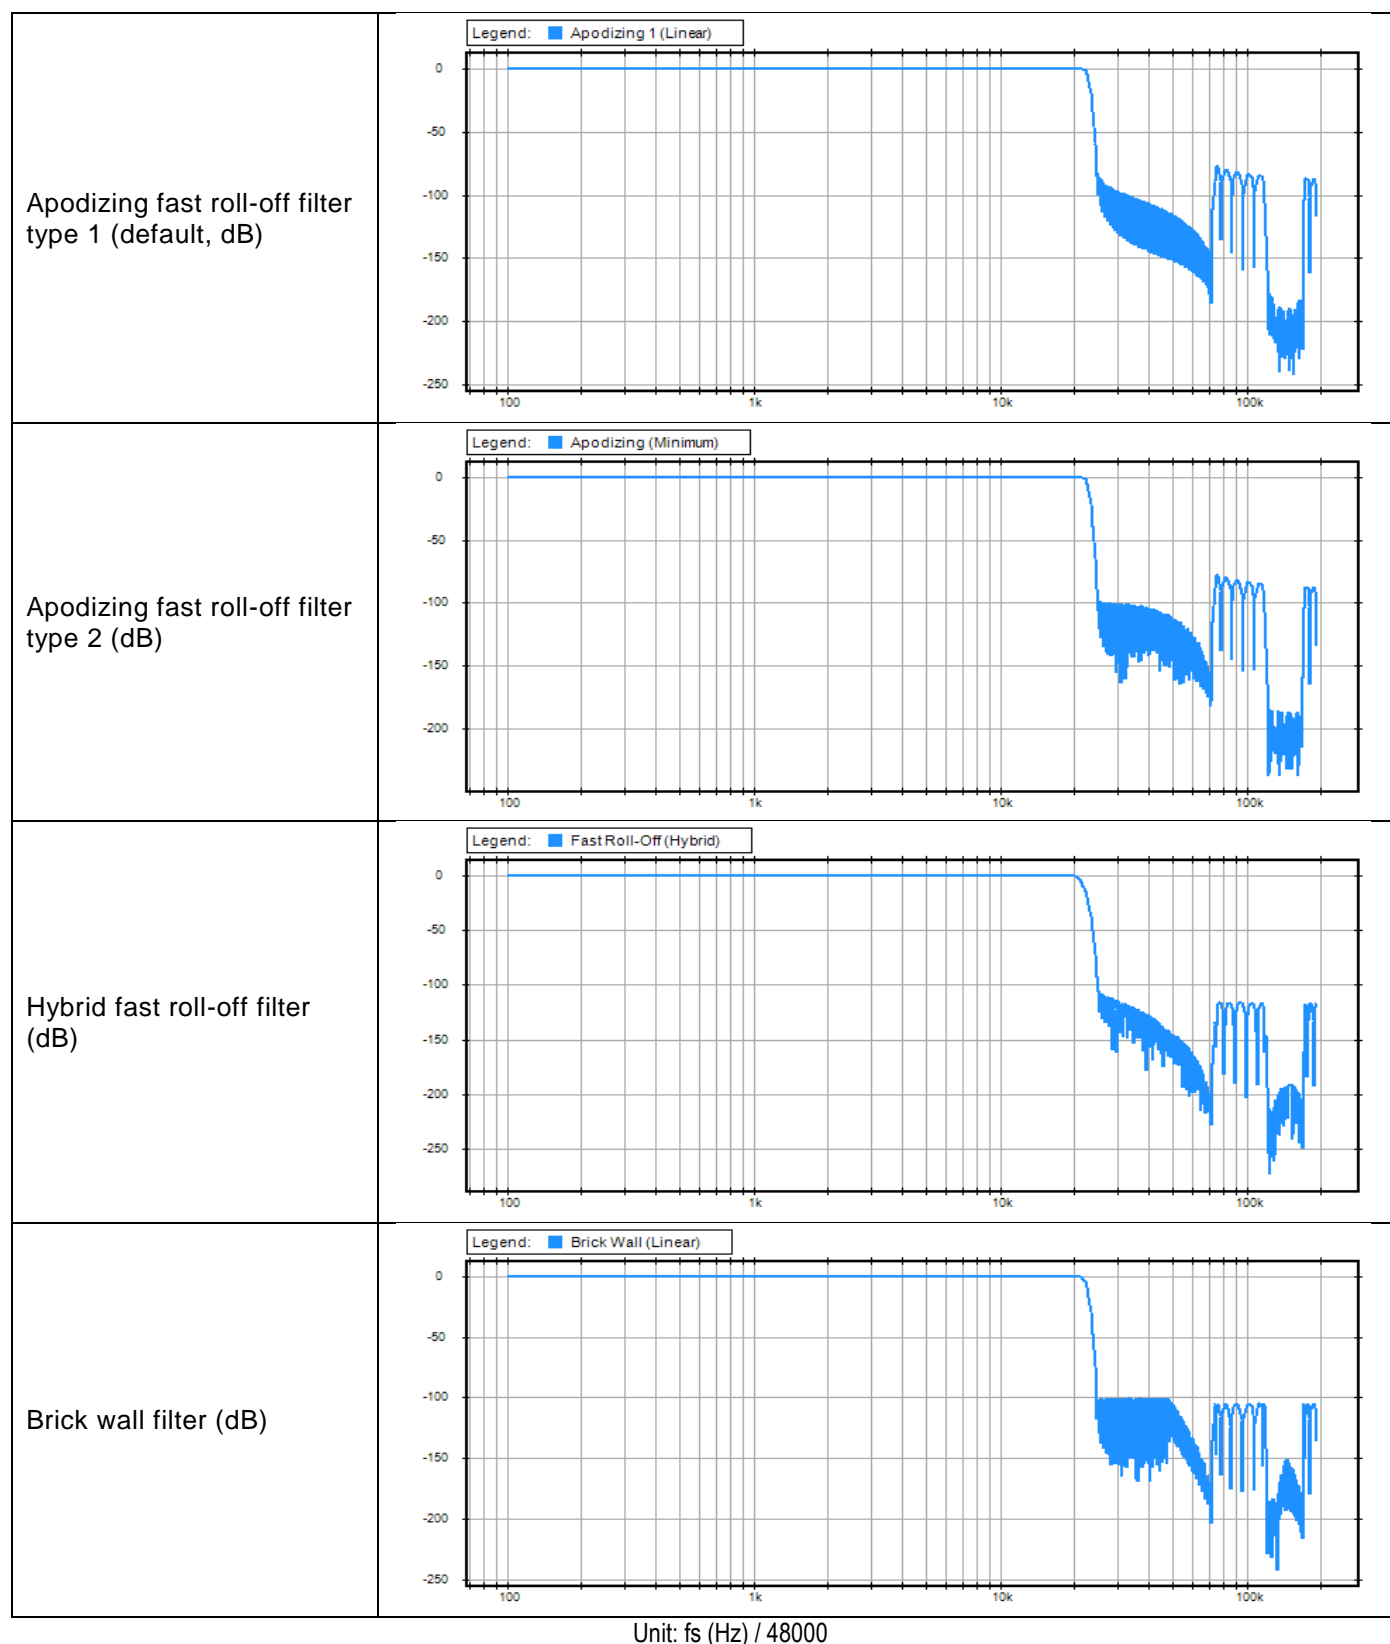 Apodizing fast roll-off filter
type 1 (default, dB)
Legend: Apodizing 1 (Linear)
0
-50
-100
-150
-200
-250
100 1k 10k 100k
Apodizing fast roll-off filter
type 2 (dB)
Legend: Apodizing (Minimum)
0
-50
-100
-150
-200
100 1k 10k 100k
Hybrid fast roll-off filter
(dB)
Legend: Fast Roll-Off (Hybrid)
0
-50
-100
-150
-200
-250
100 1k 10k 100k
Brick wall filter (dB)
Legend: Brick Wall (Linear)
0
-50
-100
-150
-200
-250
100 1k 10k 100k
Unit: fs (Hz) / 48000